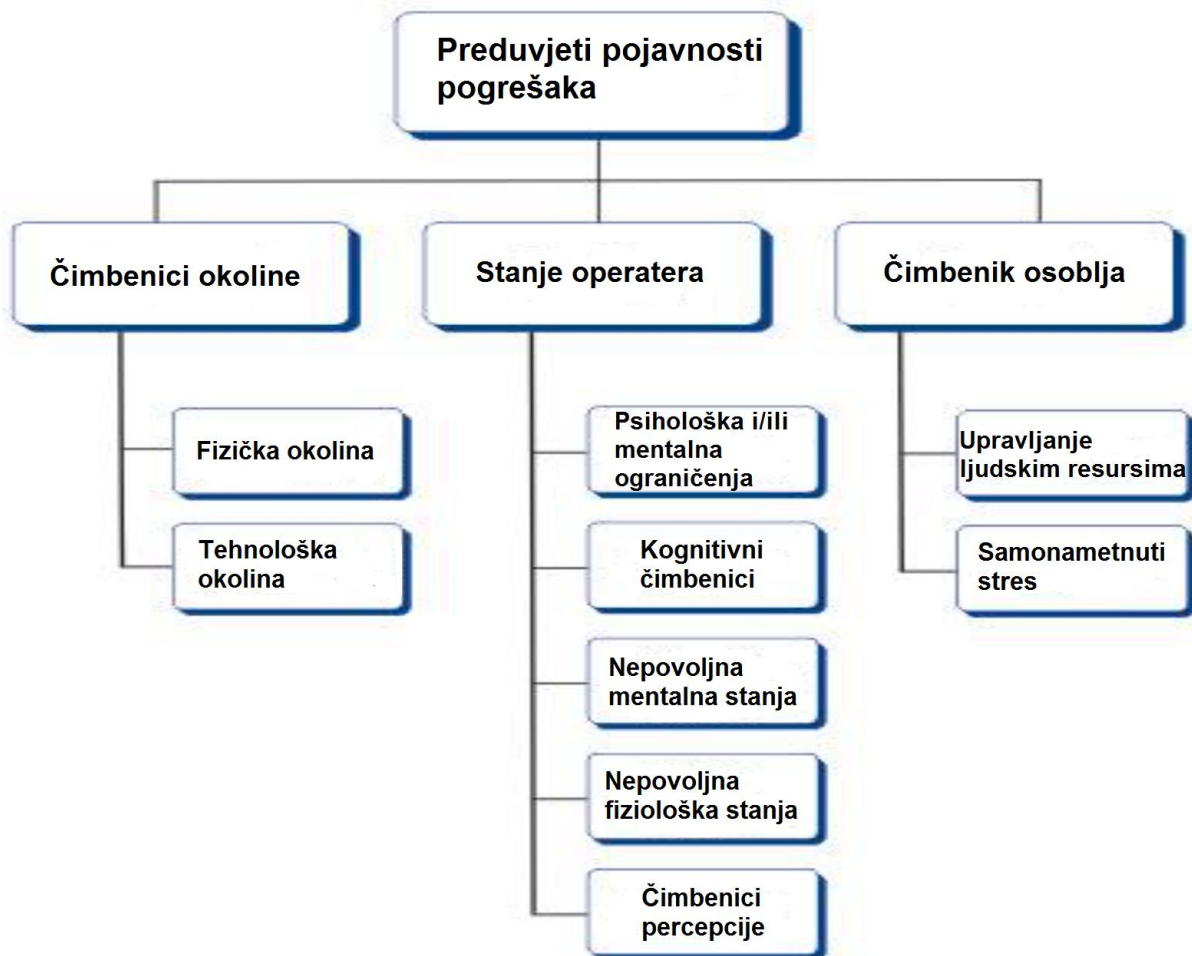 Preduvjeti pojavnosti
pogrešaka
Čimbenici okoline
Stanje operatera
Čimbenik osoblja
Fizička okolina
Tehnološka
okolina
Psihološka i/ili
mentalna
ograničenja
Kognitivni
čimbenici
Nepovoljna
mentalna stanja
Nepovoljna
fiziološka stanja
Čimbenici
percepcije
Upravljanje
ljudskim resursima
Samonametnuti
stres